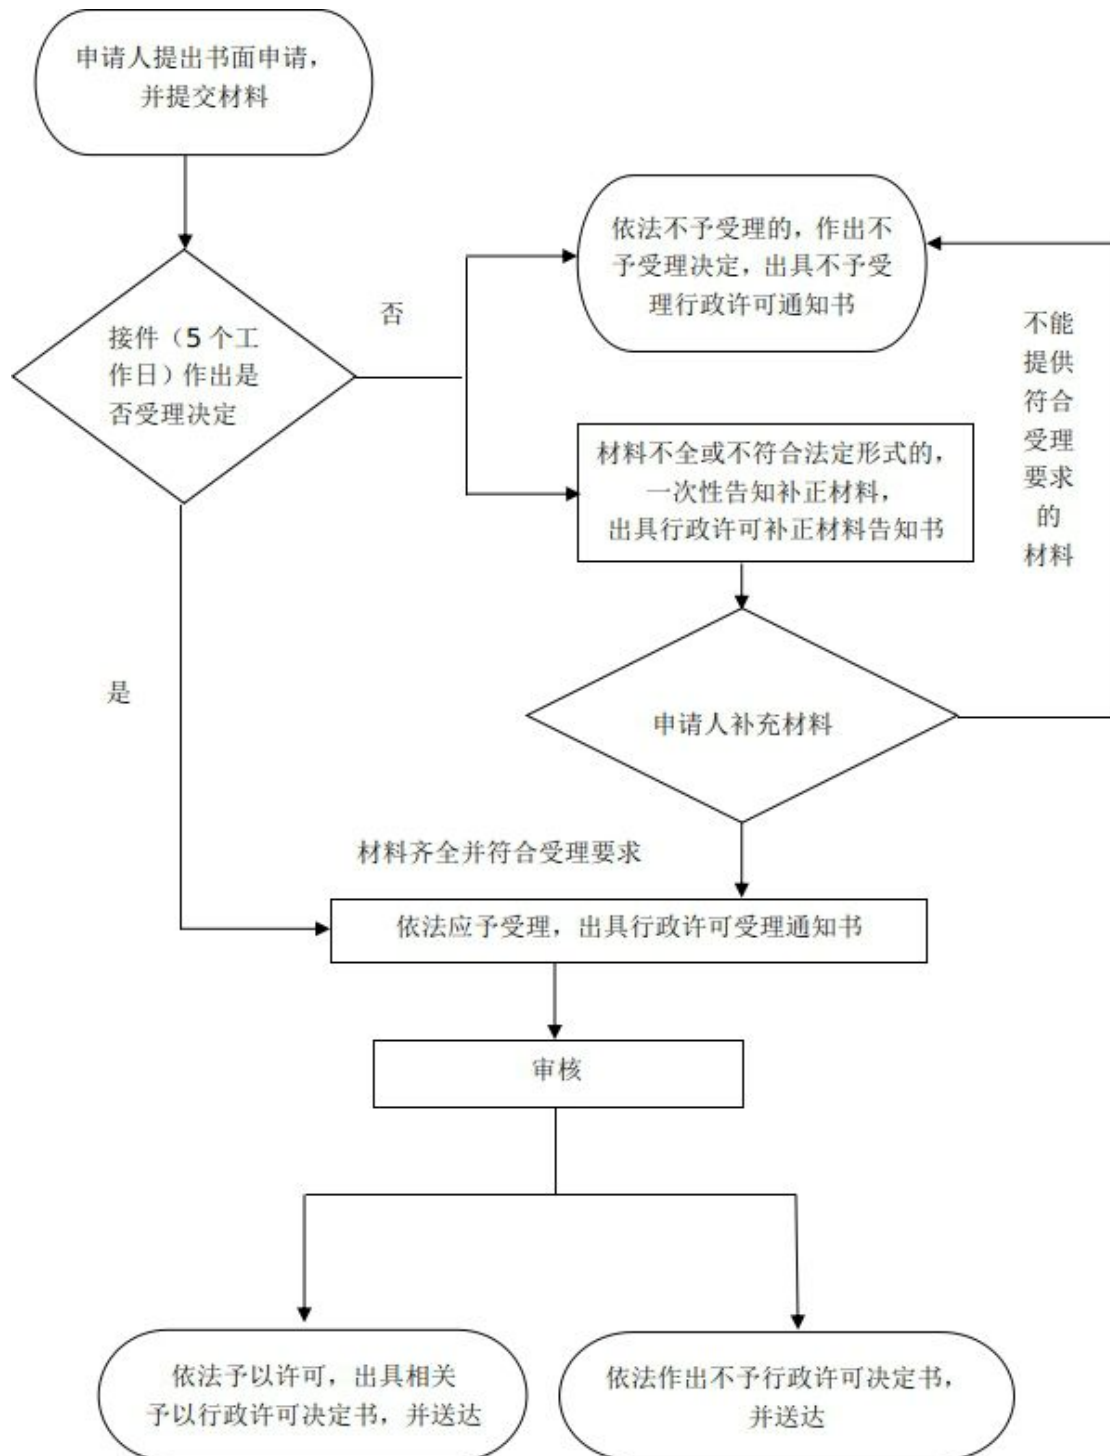 申请人提出书面申请，
并提交材料
依法不予受理的，作出不
予受理决定，出具不予受
理行政许可通知书
否
接件（5 个工
作日）作出是
否受理决定
不能
提供
符合
受理
要求
的
材料
材料不全或不符合法定形式的，
一次性告知补正材料，
出具行政许可补正材料告知书
是
申请人补充材料
材料齐全并符合受理要求
依法应予受理，出具行政许可受理通知书
审核
依法予以许可，出具相关
予以行政许可决定书，并送达
依法作出不予行政许可决定书，
并送达